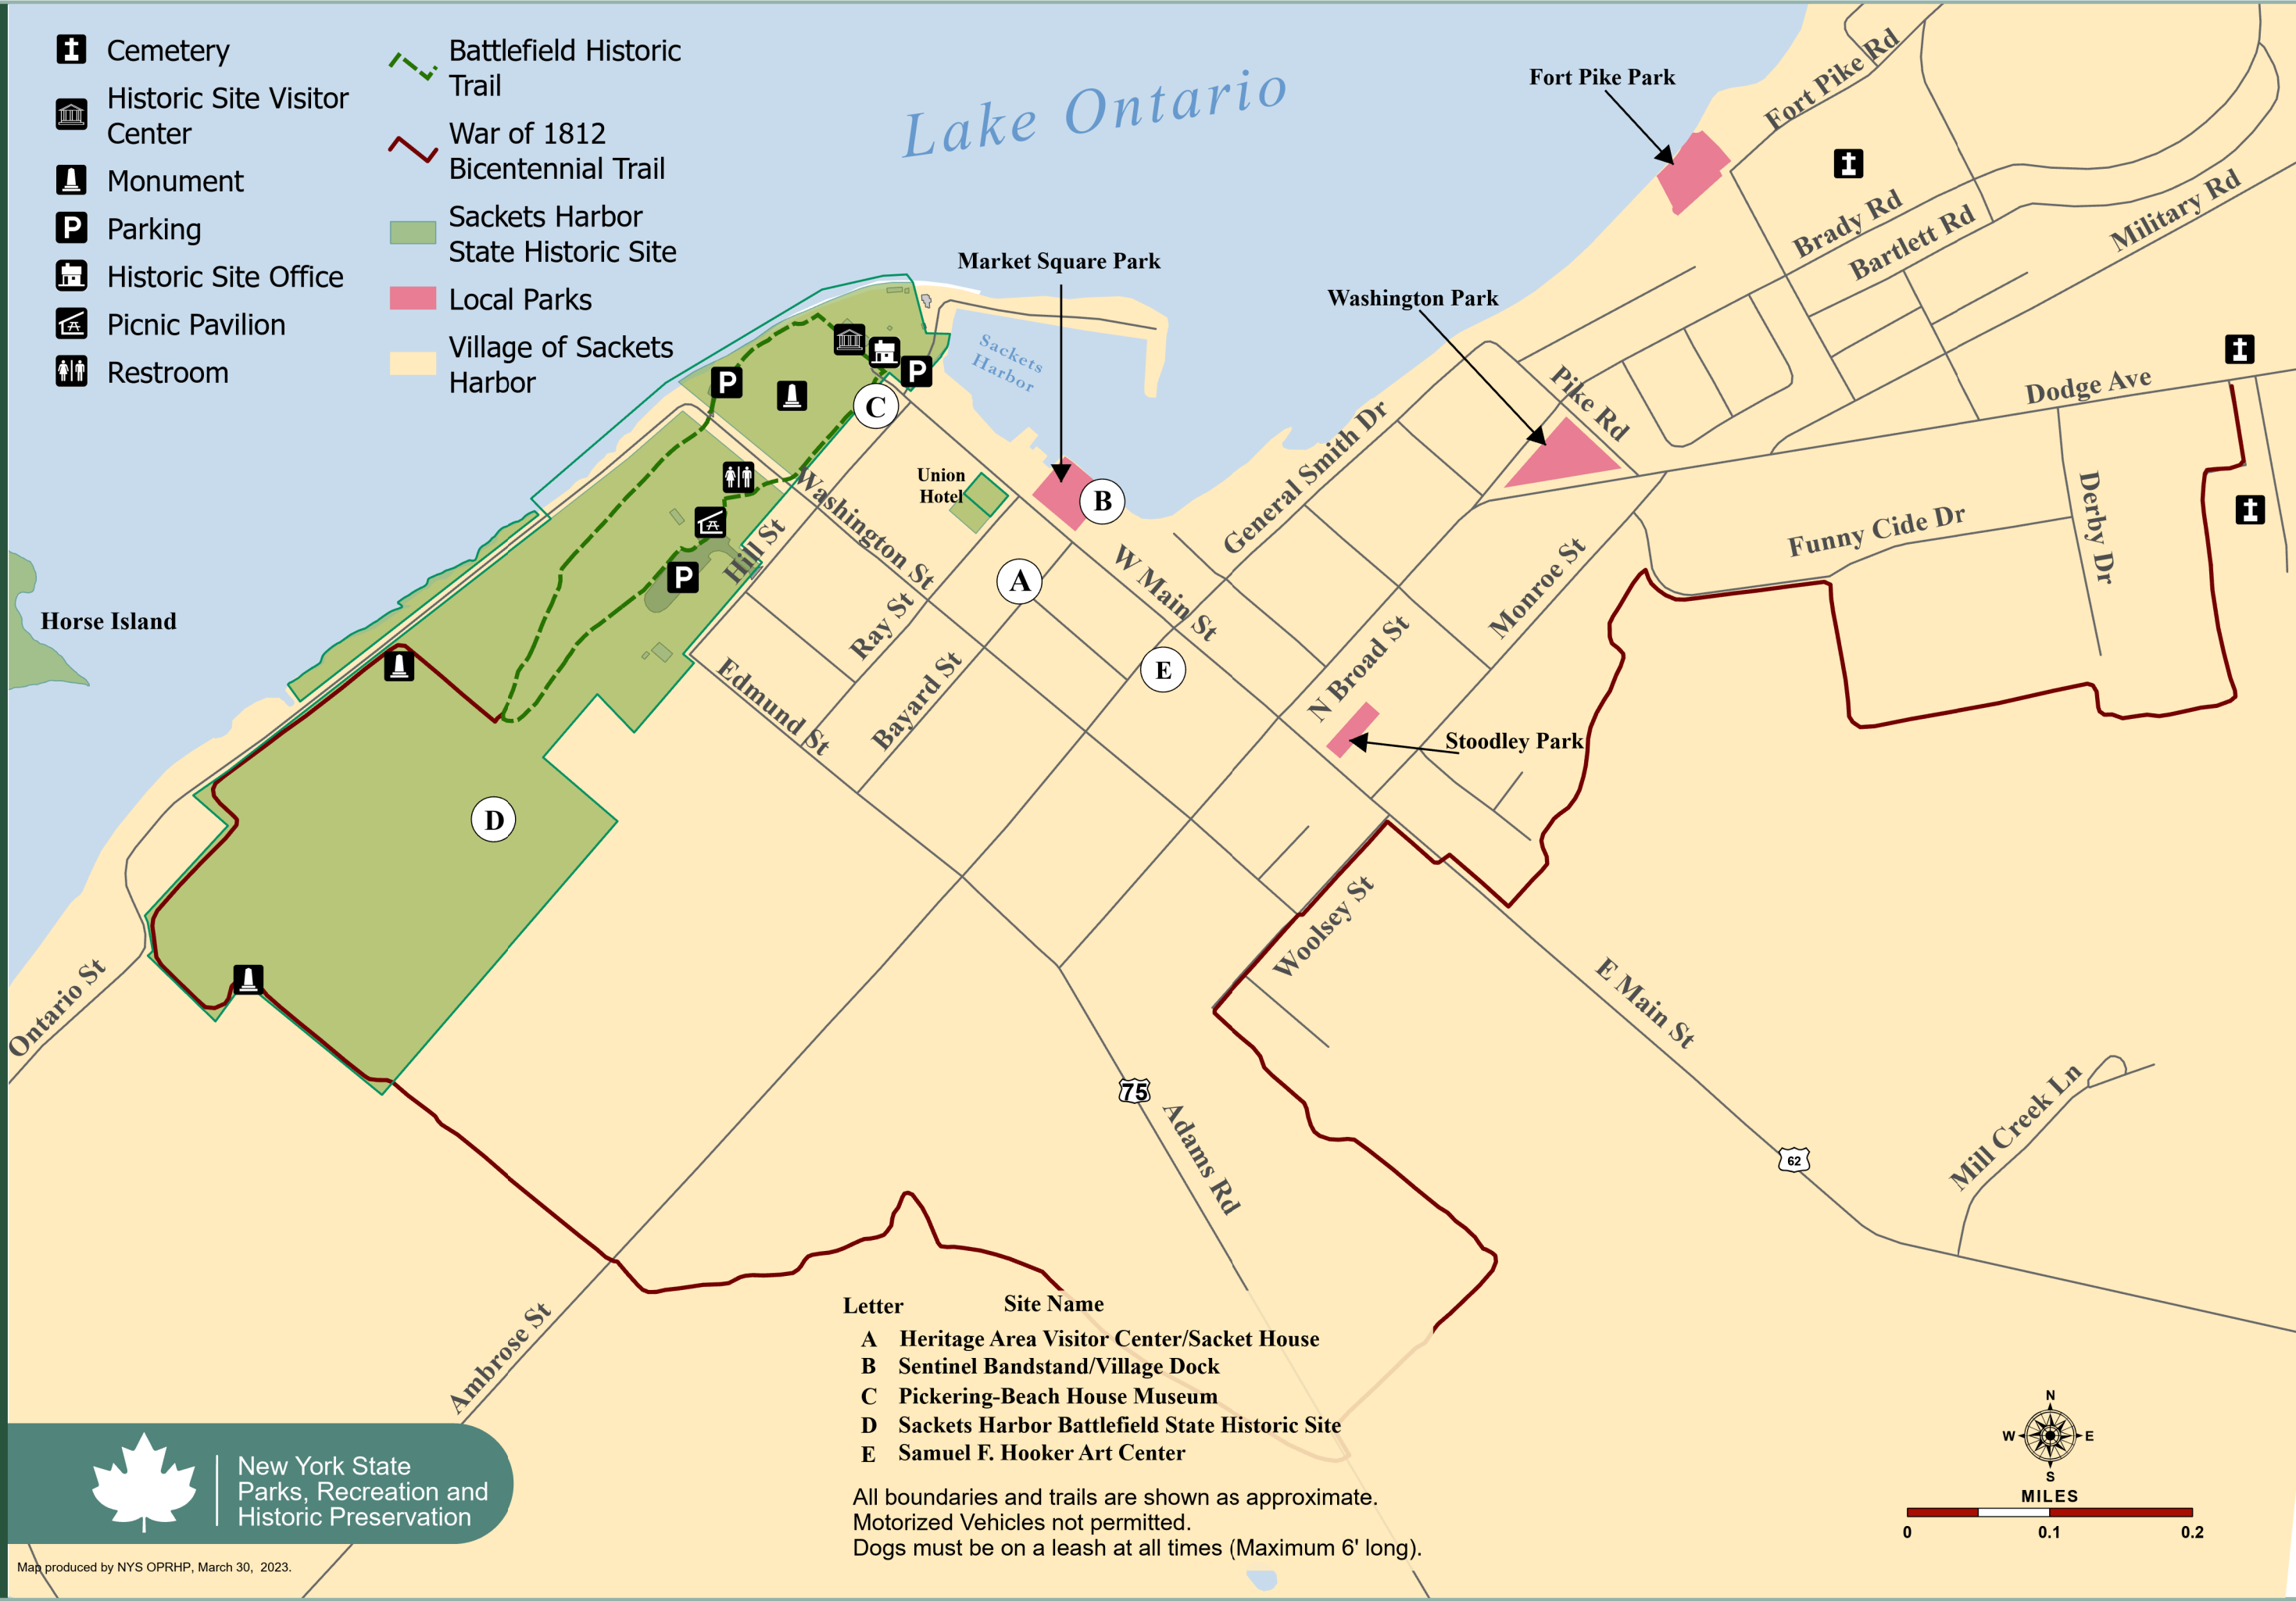 Cemetery
Historic Site Visitor
Center
Monument
P
Parking
Historic Site Office
Picnic Pavilion
Restroom
Battlefield Historic
Trail
War of 1812
Bicentennial Trail
Sackets Harbor
State Historic Site
Local Parks
Village of Sackets
Harbor
Lake Ontario
Fort Pike Park
Fort Pike Rd
Brady Rd
Bartlett Rd
Military Rd
Market Square Park
Washington Park
Sackets
Harbor
Pike Rd
Dodge Ave
P
P
C
Union
Hotel
B
General Smith Dr
Derby Dr
Funny Cide Dr
Washington St
Hill St
P
A
W Main St
Monroe St
Horse Island
Ray St
E
N Broad St
Edmund St
Bayard St
Stoodley Park
D
Woolsey St
Ontario St
E Main St
75
Adams Rd
62
Mill Creek Ln
Ambrose St
Letter Site Name
A Heritage Area Visitor Center/Sacket House
B Sentinel Bandstand/Village Dock
C Pickering-Beach House Museum
D Sackets Harbor Battlefield State Historic Site
E Samuel F. Hooker Art Center
All boundaries and trails are shown as approximate.
Motorized Vehicles not permitted.
Dogs must be on a leash at all times (Maximum 6' long).
N
W E
S
MILES
0 0.1 0.2
New York State
Parks, Recreation and
Historic Preservation
Map produced by NYS OPRHP, March 30, 2023.